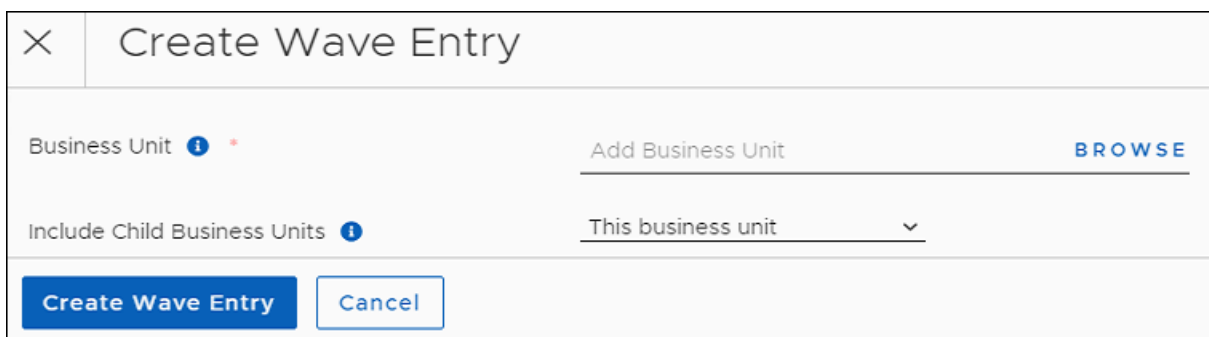 Create Wave Entry
Business Unit * Add Business Unit BROWSE
Include Child Business Units This business unit
Create Wave Entry Cancel